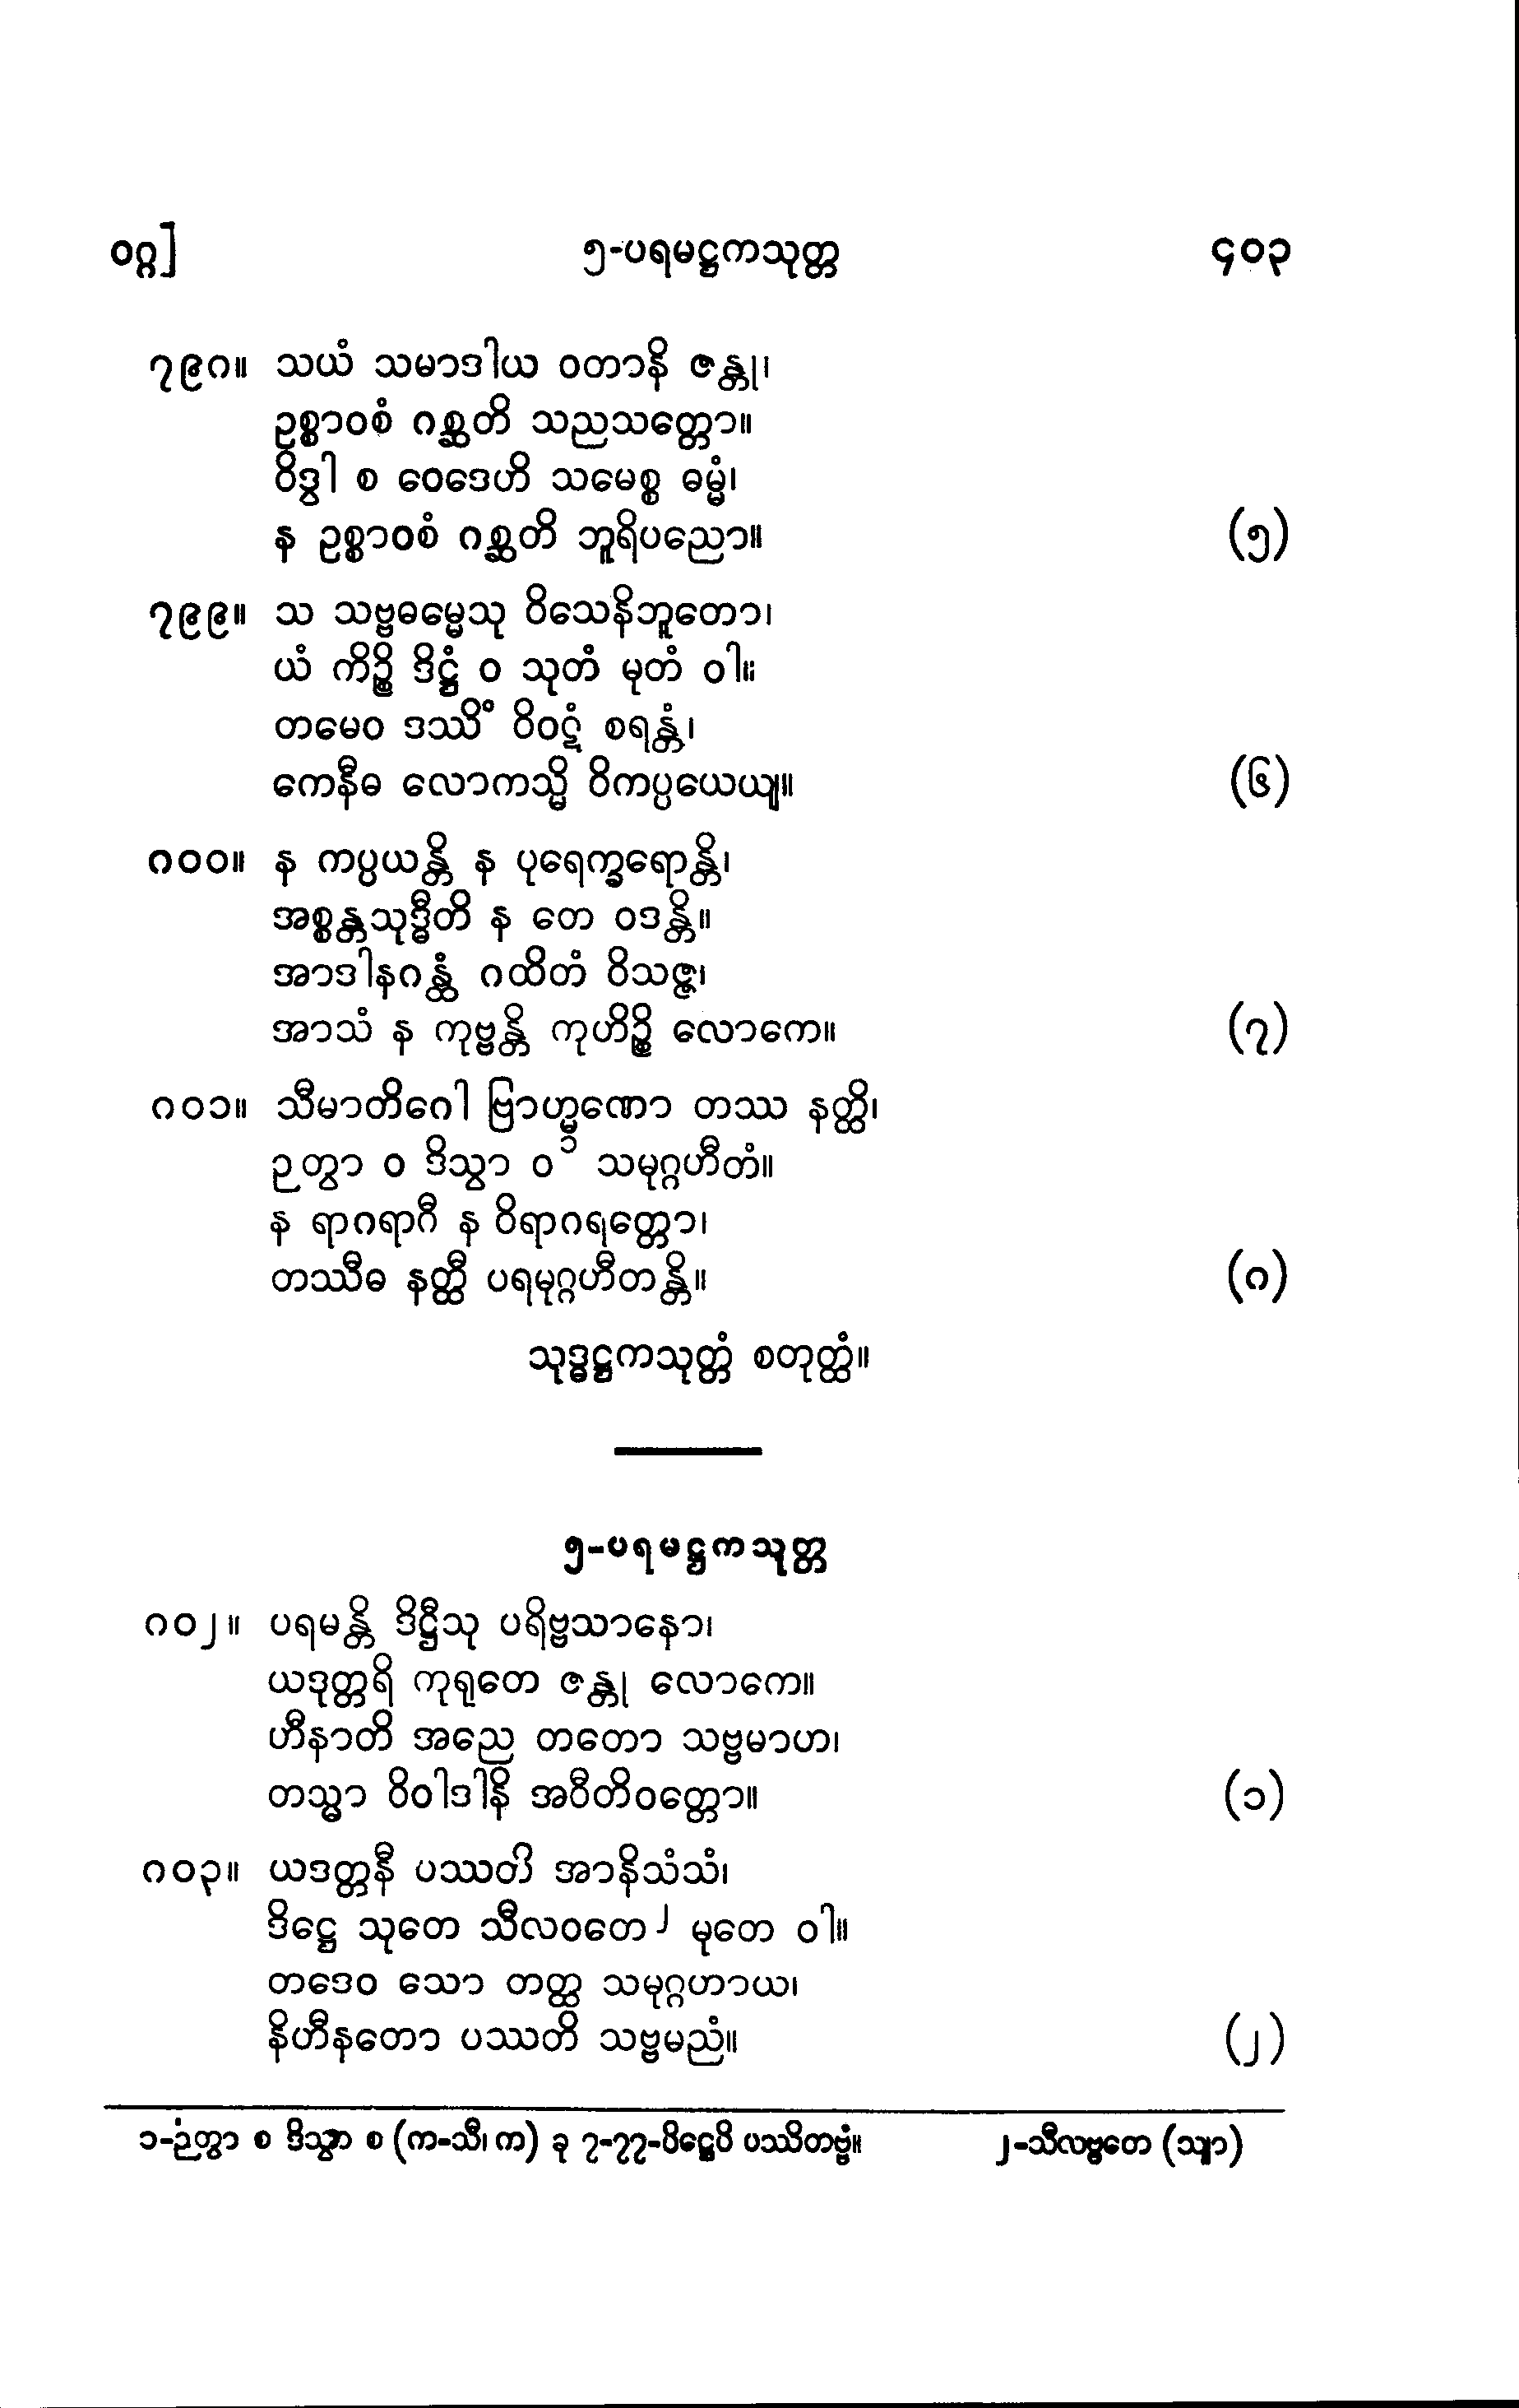 ဝဂ္ဂ] ၅-ပရမဋ္ဌကသုတ္တ ၄၀၃
၇၉၈။ သယံ သမာဒါယ ဝတာနိ ဇန္တု၊
ဥစ္စာဝစံ ဂစ္ဆတိ သညသတ္တော။
ဝိဒွါ စ ဝေဒေဟိ သမေစ္စ ဓမ္မံ၊
န ဥစ္စာဝစံ ဂစ္ဆတိ ဘူရိပညော။ (၅)
၇၉၉။ သ သဗ္ဗဓမ္မေသု ဝိသေနိဘူတော၊
ယံ ကိဉ္စိ ဒိဋ္ဌံ ဝ သုတံ မုတံ ဝါ။
တမေဝ ဒဿိံ ဝိဝဋံ စရန္တံ၊
ကေနီဓ လောကသ္မိ ဝိကပ္ပယေယျ။ (၆)
၈၀၀။ န ကပ္ပယန္တိ န ပုရေက္ခရောန္တိ၊
အစ္စန္တသုဒ္ဓီတိ န တေ ဝဒန္တိ။
အာဒါနဂန္ထံ ဂထိတံ ဝိသဇ္ဇ၊
အာသံ န ကုဗ္ဗန္တိ ကုဟိဉ္စိ လောကေ။ (၇)
၈၀၁။ သီမာတိဂေါ ဗြာဟ္မဏော တဿ နတ္ထိ၊
ဉတွာ ဝ ဒိသွာ ဝ၁ သမုဂ္ဂဟီတံ။
န ရာဂရာဂီ န ဝိရာဂရတ္တော၊
တဿီဓ နတ္ထီ ပရမုဂ္ဂဟီတန္တိ။ (၈)
သုဒ္ဓဋ္ဌကသုတ္တံ စတုတ္ထံ။
၅-ပရမဋ္ဌကသုတ္တ
၈၀၂။ ပရမန္တိ ဒိဋ္ဌီသု ပရိဗ္ဗသာနော၊
ယဒုတ္တရိ ကုရုတေ ဇန္တု လောကေ။
ဟီနာတိ အညေ တတော သဗ္ဗမာဟ၊
တသ္မာ ဝိဝါဒါနိ အဝီတိဝတ္တော။ (၁)
၈၀၃။ ယဒတ္တနီ ပဿတိ အာနိသံသံ၊
ဒိဋ္ဌေ သုတေ သီလဝတေ၂ မုတေ ဝါ။
တဒေဝ သော တတ္ထ သမုဂ္ဂဟာယ၊
နိဟီနတော ပဿတိ သဗ္ဗမညံ။ (၂)
၁-ဉံတွာ စ ဒိသွာ စ (က-သီ၊ က) ခု ၇-၇၇-ပိဋ္ဌေပိ ပဿိတဗ္ဗံ။ ၂-သီလဗ္ဗတေ (သျာ)